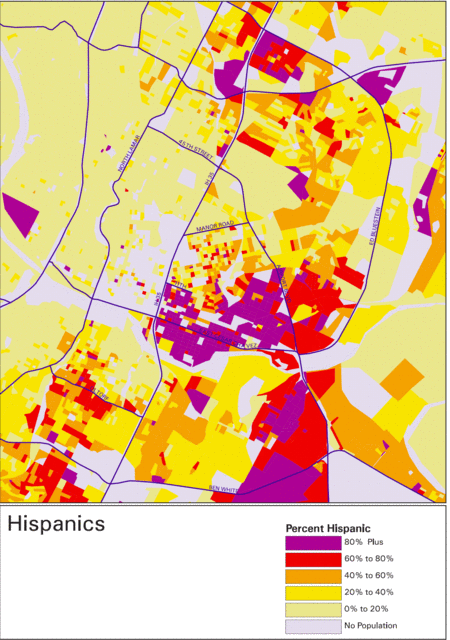 NORTH LAMAR
45TH STREET
IH 35
ED BLUESTEIN
MANOR ROAD
BEN WHITE
Hispanics
Percent Hispanic
80% Plus
60% to 80%
40% to 60%
20% to 40%
0% to 20%
No Population